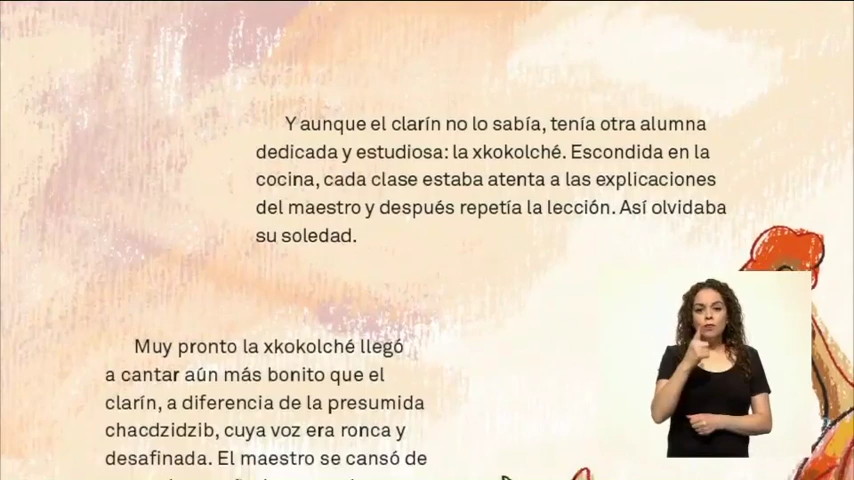 Y aunque el clarín no lo sabía, tenía otra alumna
dedicada y estudiosa: la xkokolché. Escondida en la
cocina, cada clase estaba atenta a las explicaciones
del maestro y después repetía la lección. Así olvidaba
su soledad.
Muy pronto la xkokolché llegó
a cantar aún más bonito que el
clarín, a diferencia de la presumida
chacdzidzib, cuya voz era ronca y
desafinada. El maestro se cansó de